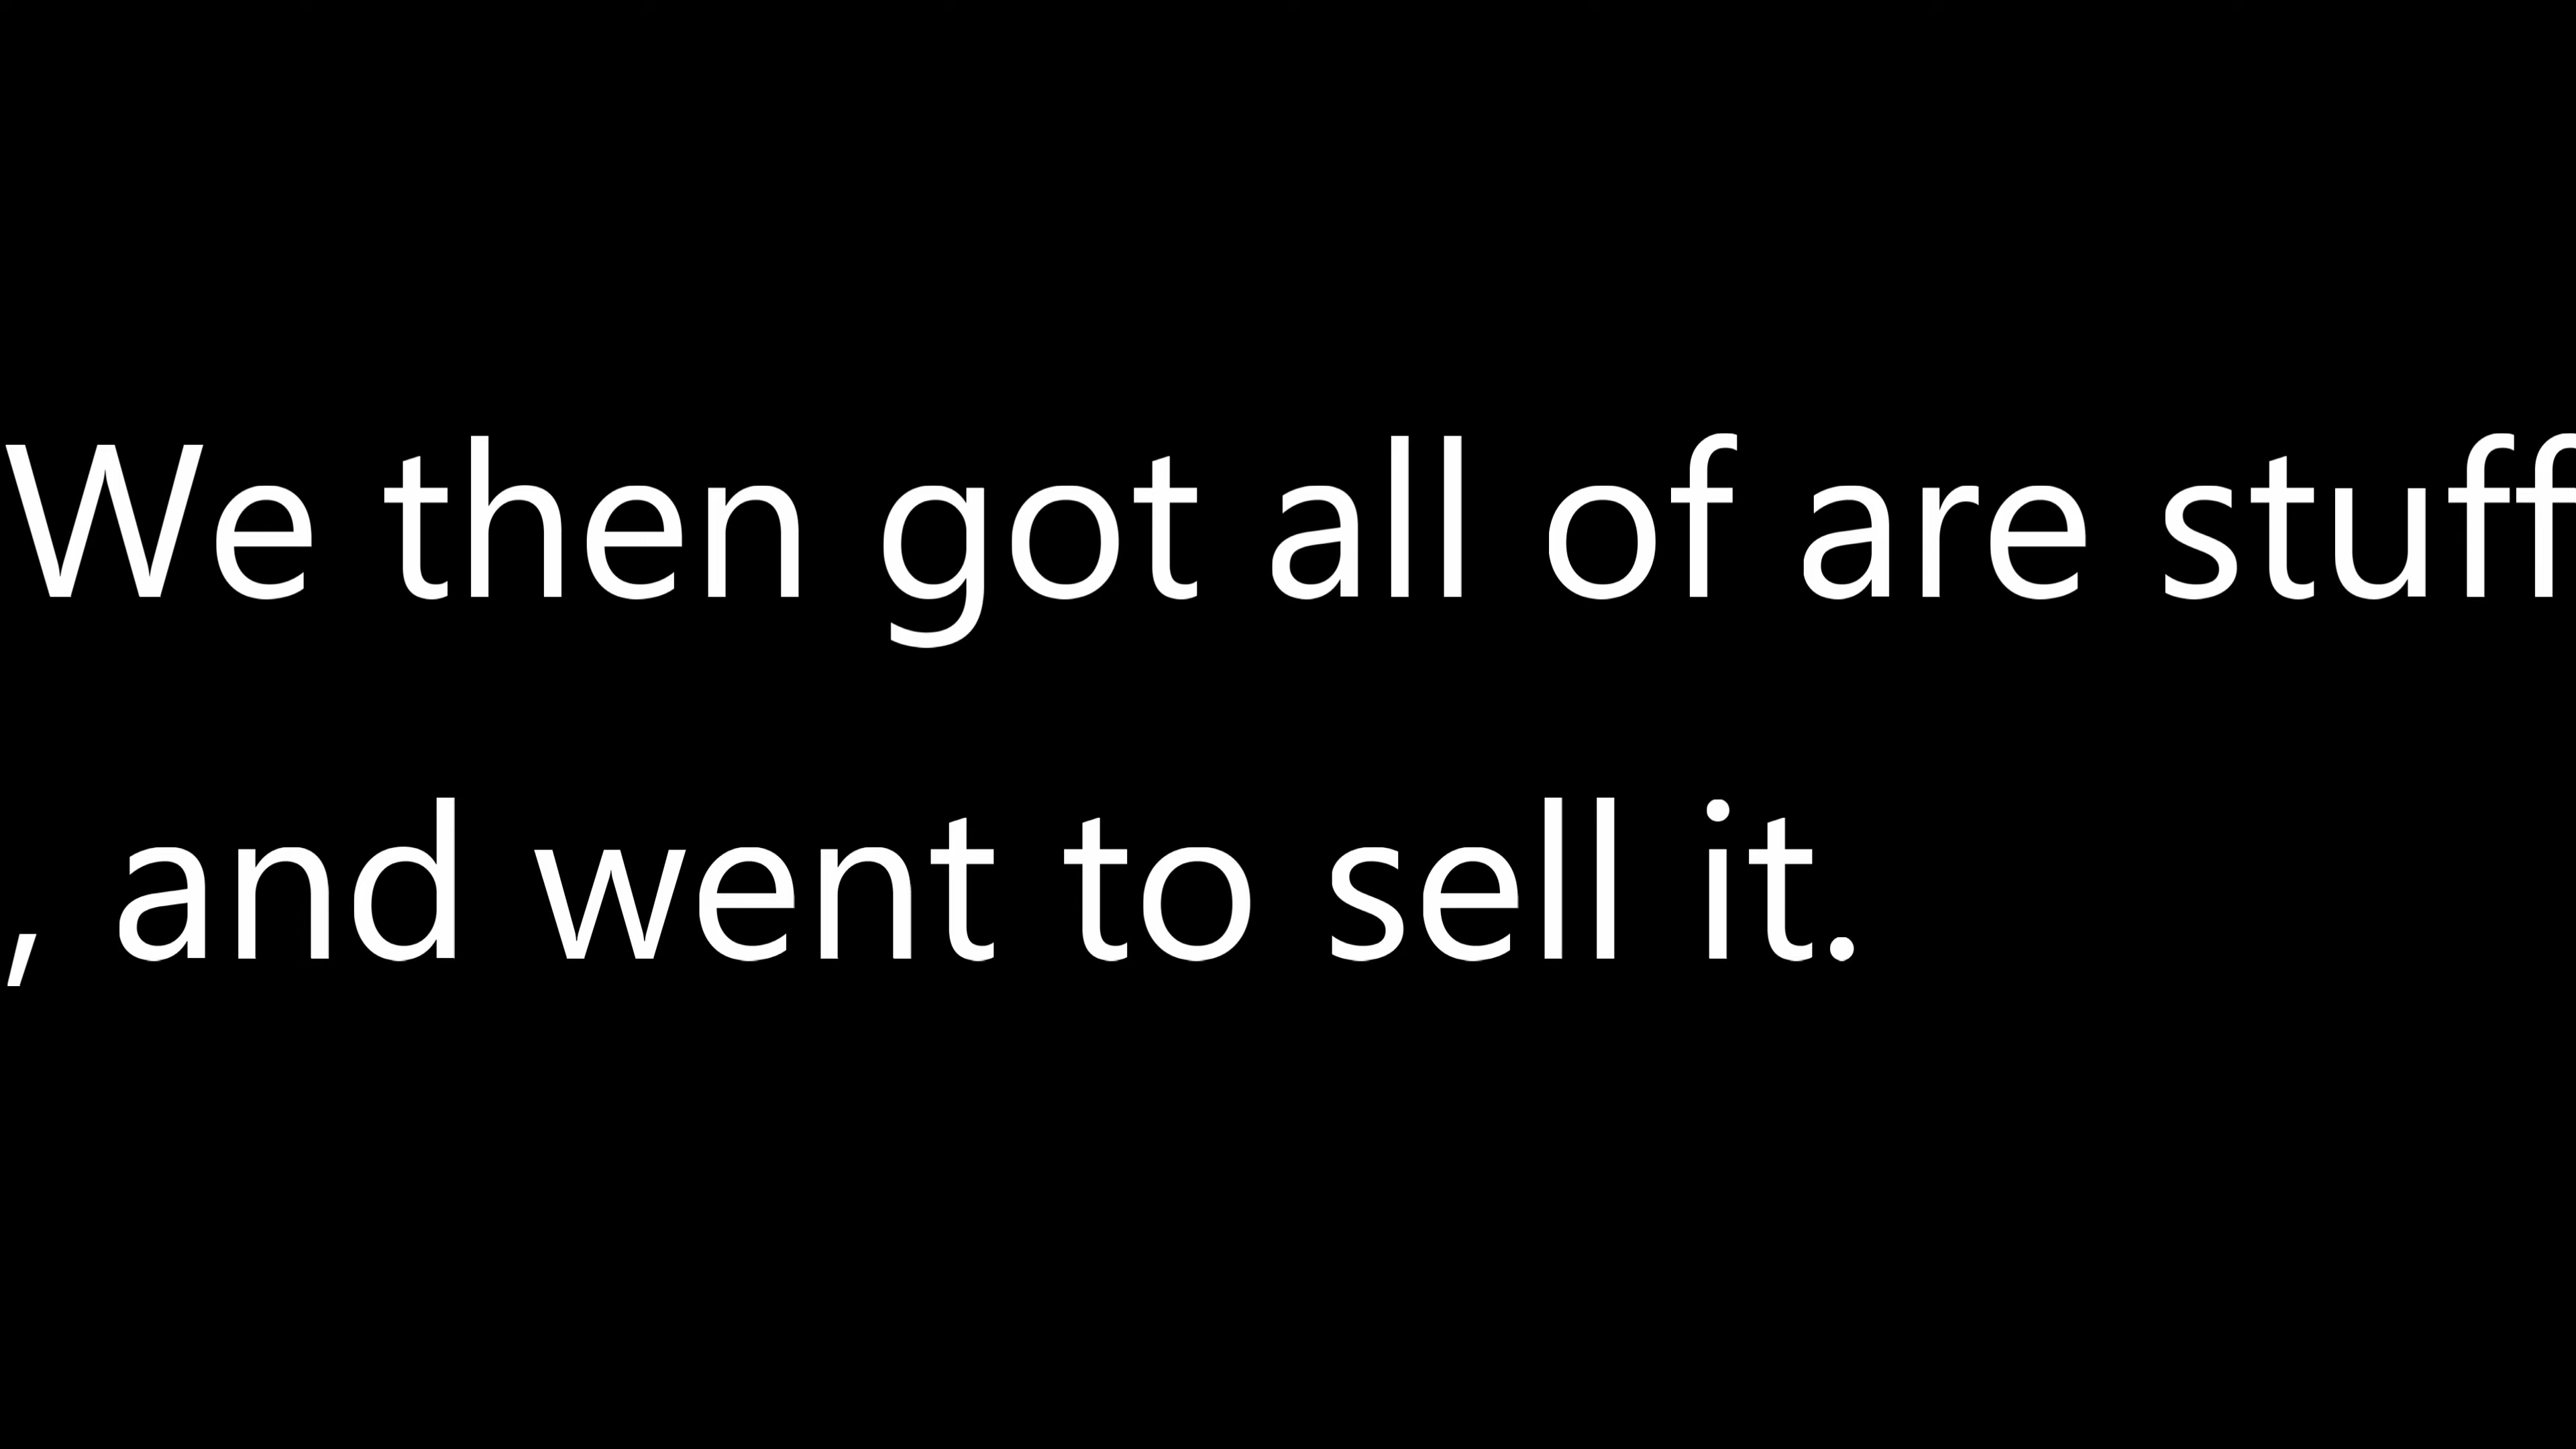 We then got all of are stuff
, and went to sell it.